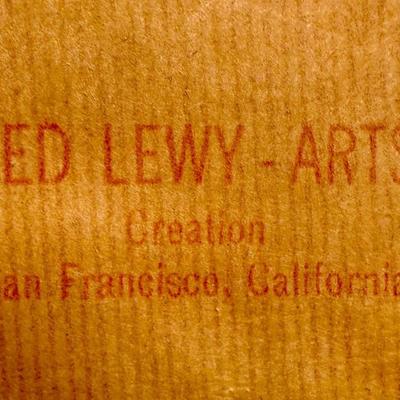 ED LEWY - ARTS
Creation
an Francisco, California